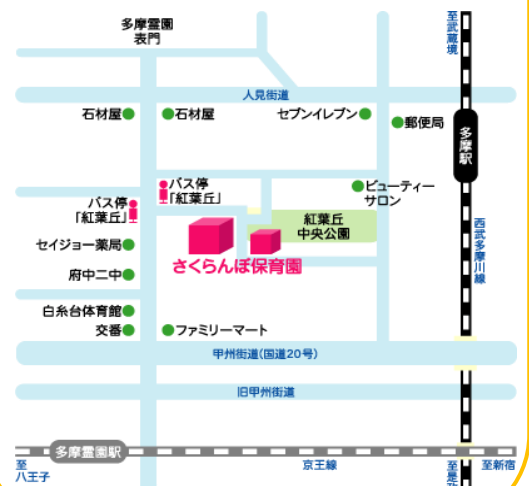 多摩霊園
表門
至武蔵境
人見街道
石材屋
石材屋
セブンイレブン
郵便局
多摩駅
バス停
「紅葉丘」
バス停
「紅葉丘」
ビューティー
サロン
紅葉丘
中央公園
西武多摩川線
セイジョー薬局
さくらんぼ保育園
府中二中
白糸台体育館
交番
ファミリーマート
甲州街道(国道20号)
旧甲州街道
多摩霊園駅
至
八王子
京王線
至新宿
至是政